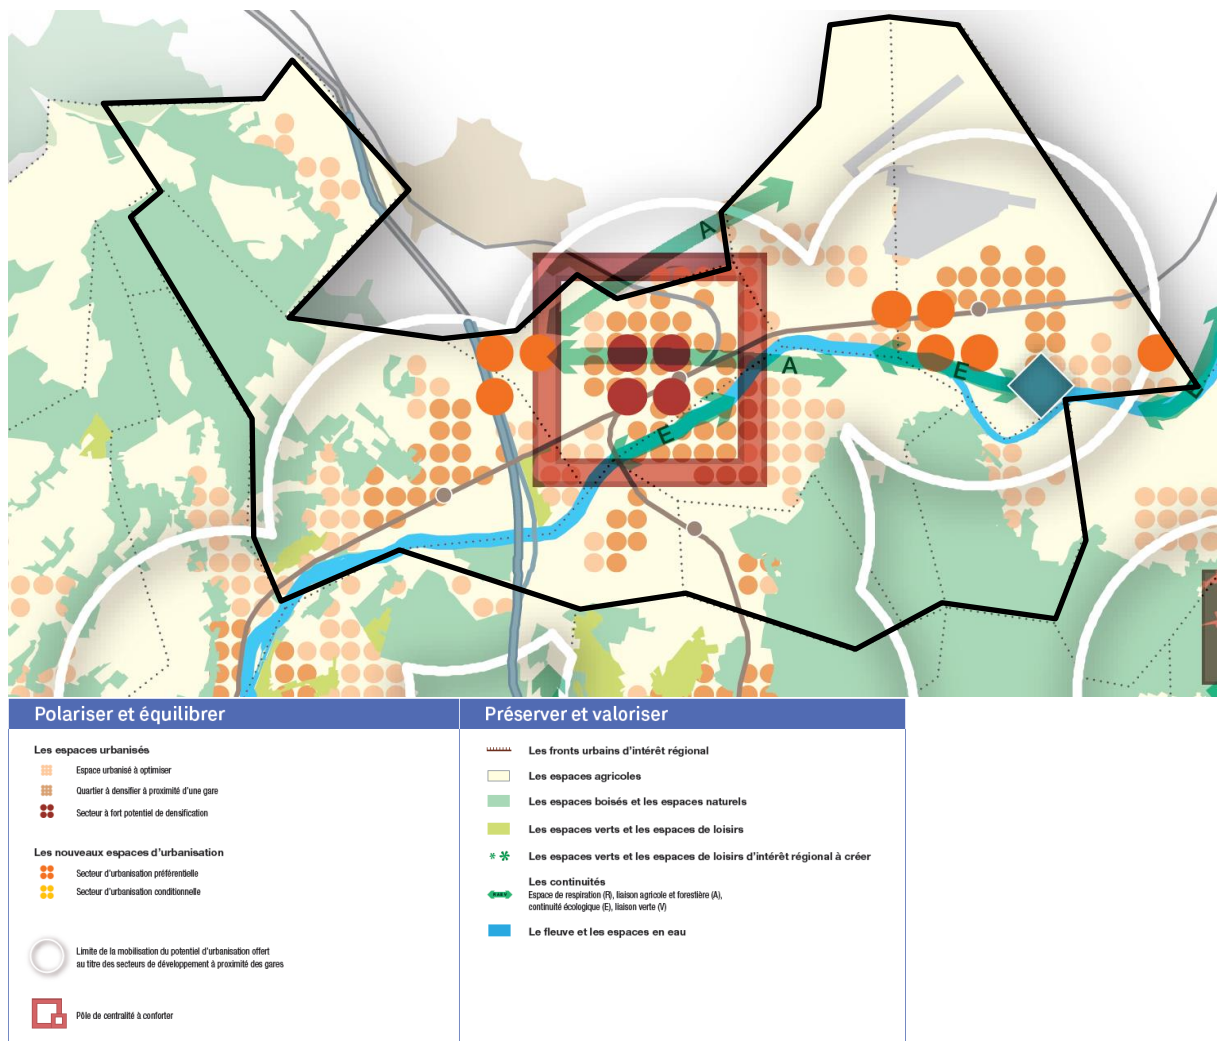 A
A
E
E
E
Polariser et équilibrer
Les espaces urbanisés
Espace urbanisé à optimiser
Quartier à densifier à proximité d'une gare
Secteur à fort potentiel de densification
Les nouveaux espaces d'urbanisation
Secteur d'urbanisation préférentielle
Secteur d'urbanisation conditionnelle
Limite de la mobilisation du potentiel d'urbanisation offert
au titre des secteurs de développement à proximité des gares
Pôle de centralité à conforter
Préserver et valoriser
Les fronts urbains d'intérêt régional
Les espaces agricoles
Les espaces boisés et les espaces naturels
Les espaces verts et les espaces de loisirs
Les espaces verts et les espaces de loisirs d'intérêt régional à créer
Les continuités
Espace de respiration (R), liaison agricole et forestière (A),
continuité écologique (E), liaison verte (V)
Le fleuve et les espaces en eau